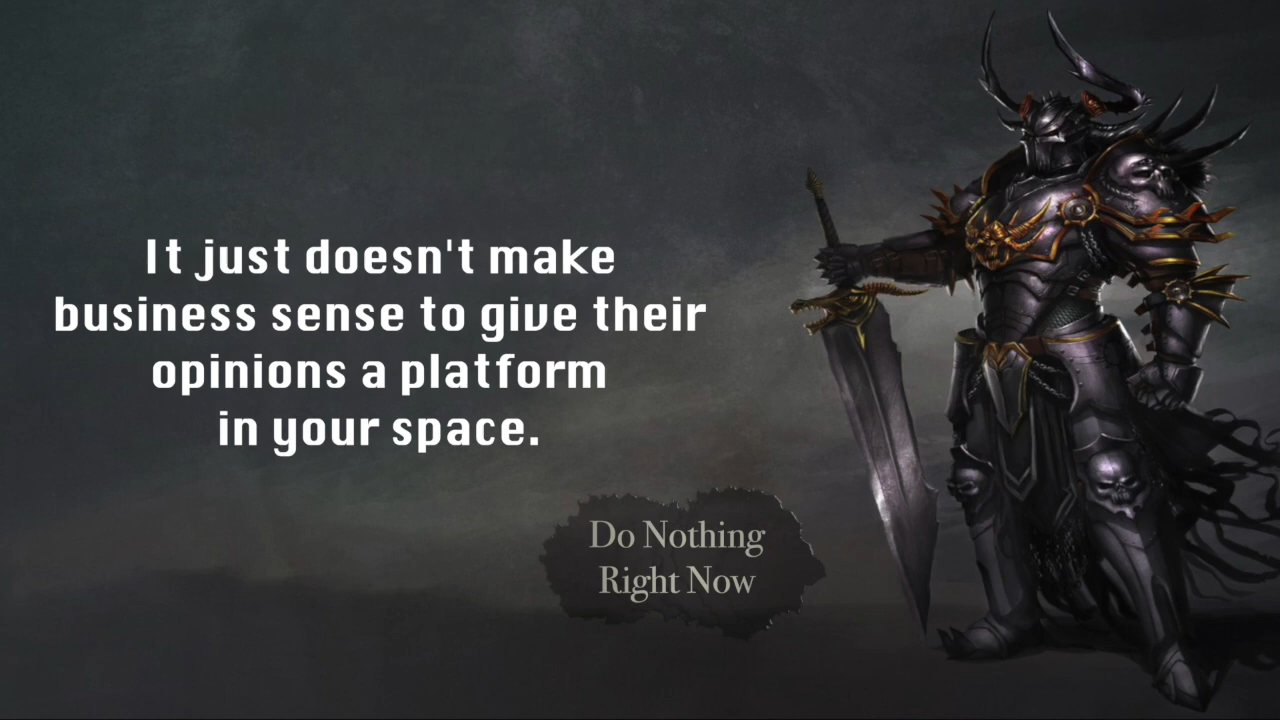 It just doesn't make
business sense to give their
opinions a platform
in your space.
Do Nothing
Right Now